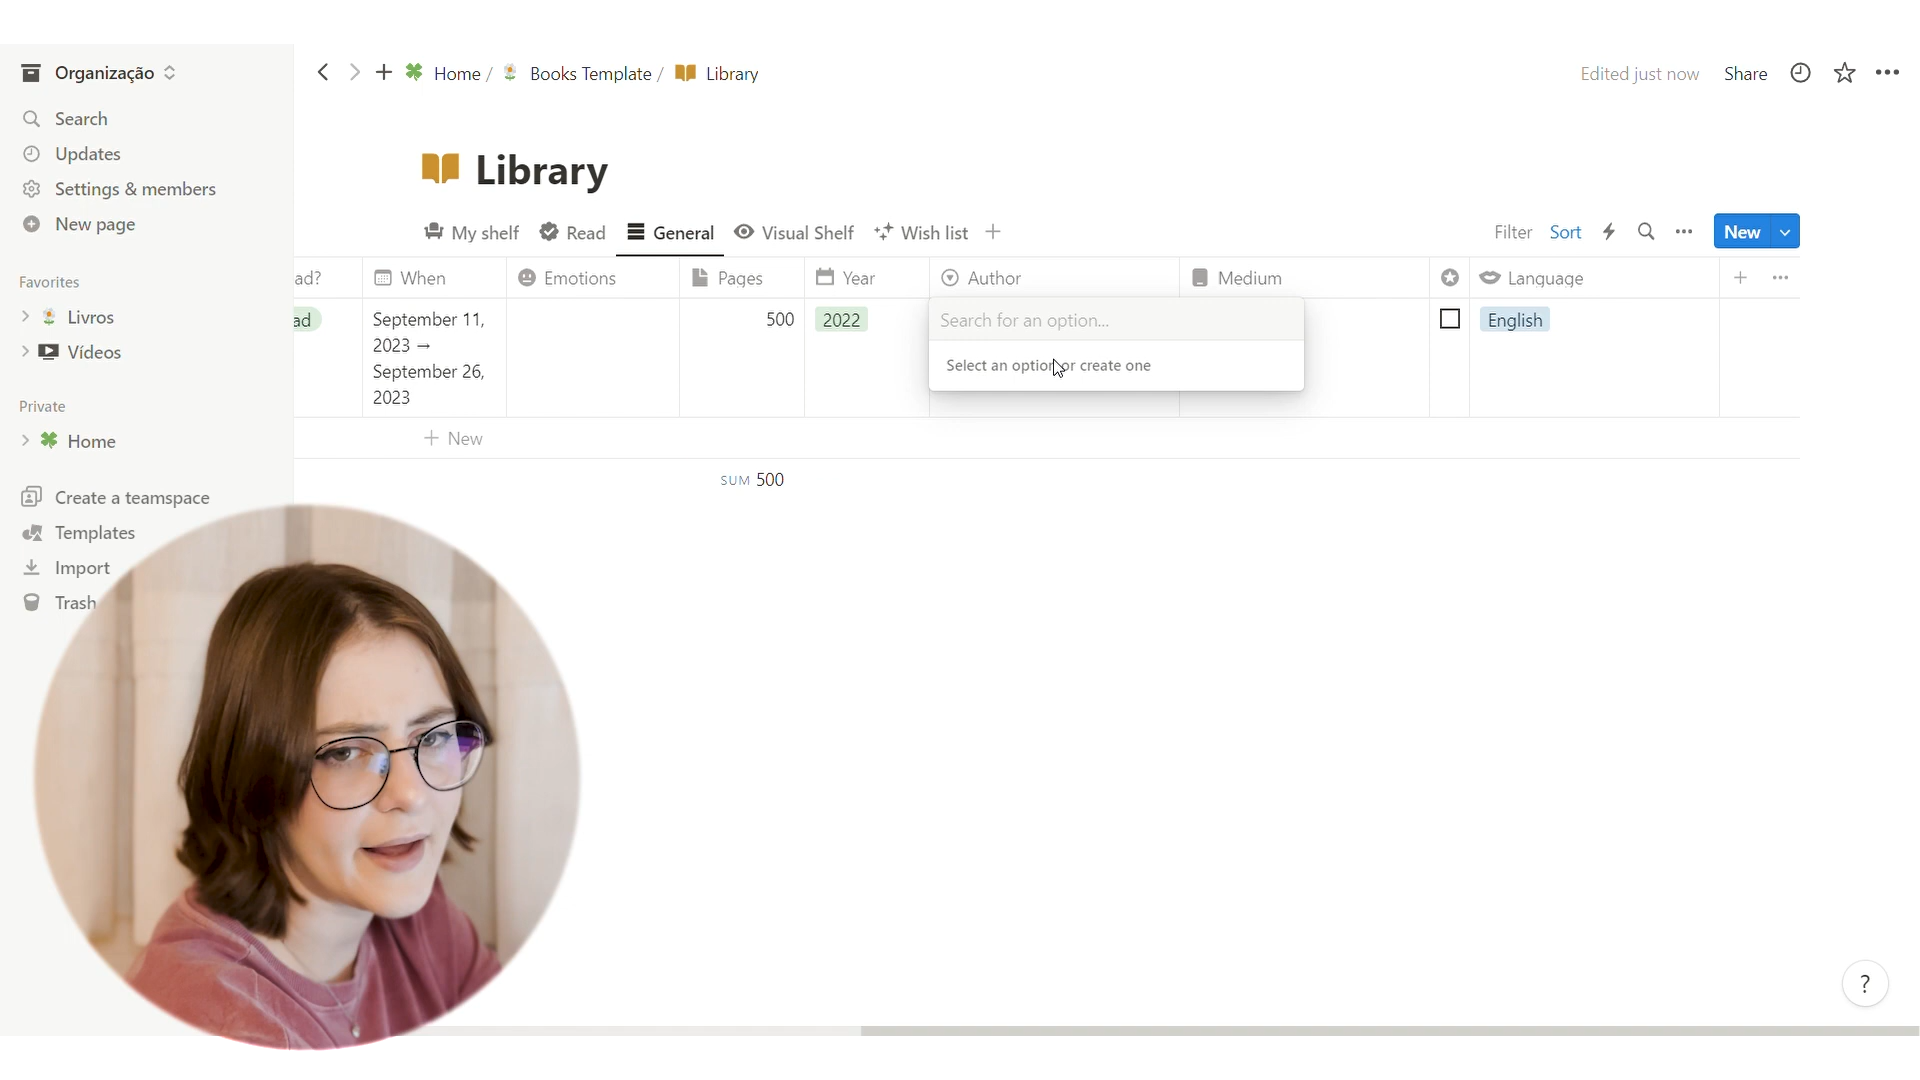 Organização
Home / Books Template / Library
Edited just now
Share
Search
Updates
Settings & members
New page
Favorites
Livros
Vídeos
Private
Home
Create a teamspace
Templates
Import
Trash
Library
My shelf
Read
General
Visual Shelf
Wish list
Filter
Sort
New
ad?
When
Emotions
Pages
Year
Author
Medium
Language
ad
September 11,
2023 →
September 26,
2023
500
2022
Search for an option...
Select an option or create one
English
+ New
SUM 500
?